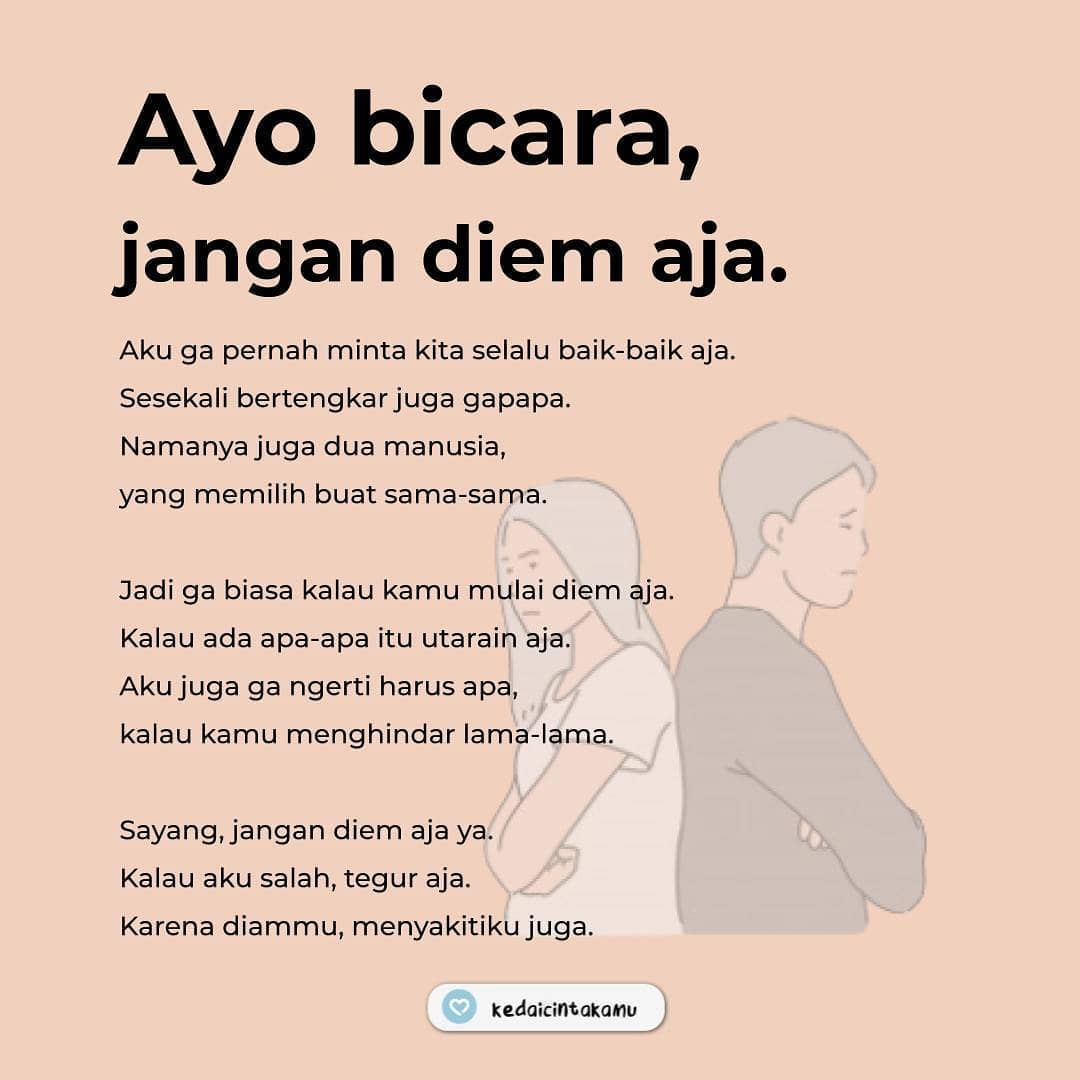 Ayo bicara,
jangan diem aja.
Aku ga pernah minta kita selalu baik-baik aja.
Sesekali bertengkar juga gapapa.
Namanya juga dua manusia,
yang memilih buat sama-sama.
Jadi ga biasa kalau kamu mulai diem aja.
Kalau ada apa-apa itu utarain aja.
Aku juga ga ngerti harus apa,
kalau kamu menghindar lama-lama.
Sayang, jangan diem aja ya.
Kalau aku salah, tegur aja.
Karena diammu, menyakitiku juga.
kedaicintakamu